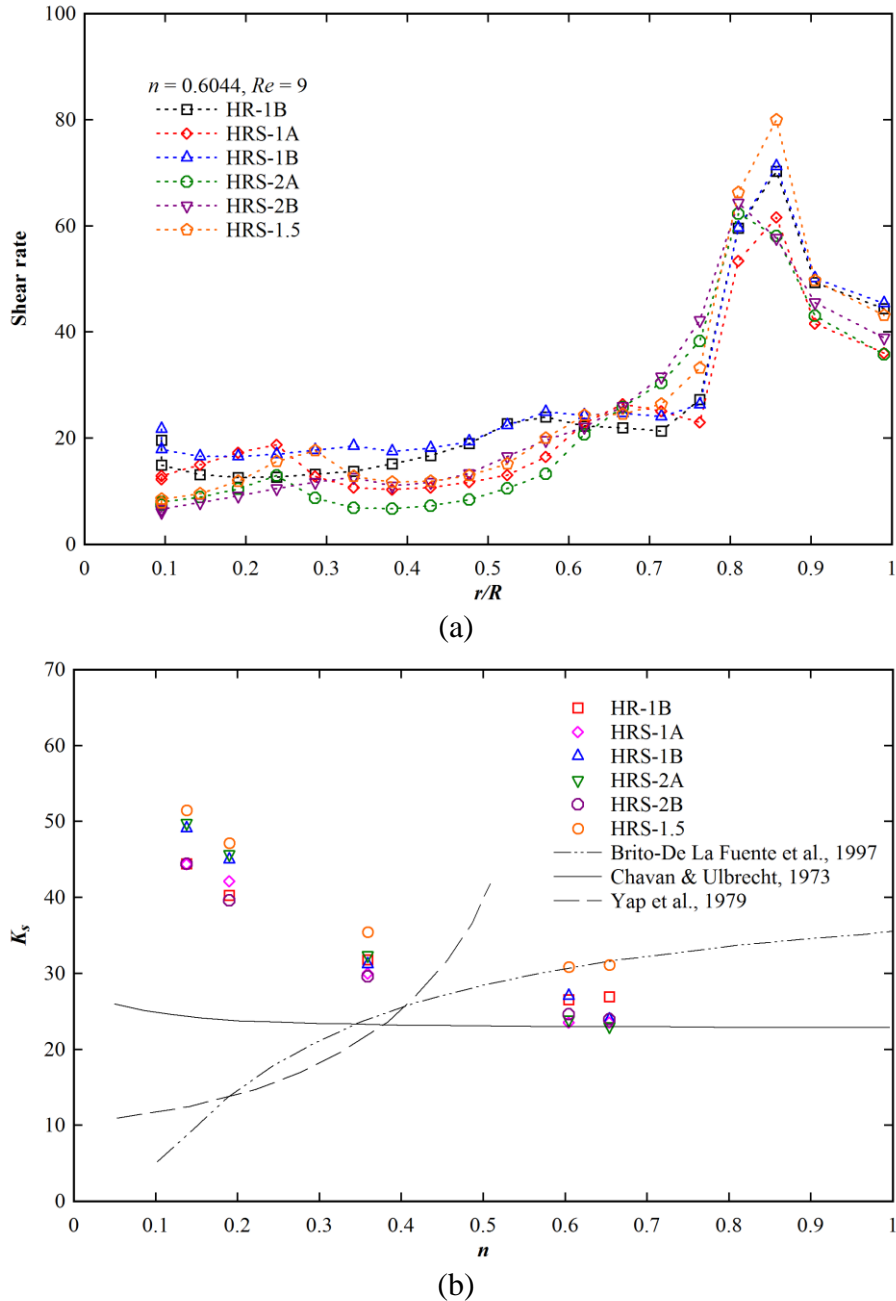 100
80
60
40
20
0
Shear rate
n = 0.6044, Re = 9
HR-1B
HRS-1A
HRS-1B
HRS-2A
HRS-2B
HRS-1.5
0 0.1 0.2 0.3 0.4 0.5 0.6 0.7 0.8 0.9 1
r/R
(a)
70
60
50
40
30
20
10
0
Ks
HR-1B
HRS-1A
HRS-1B
HRS-2A
HRS-2B
HRS-1.5
Brito-De La Fuente et al., 1997
Chavan & Ulbrecht, 1973
Yap et al., 1979
0 0.1 0.2 0.3 0.4 0.5 0.6 0.7 0.8 0.9 1
n
(b)